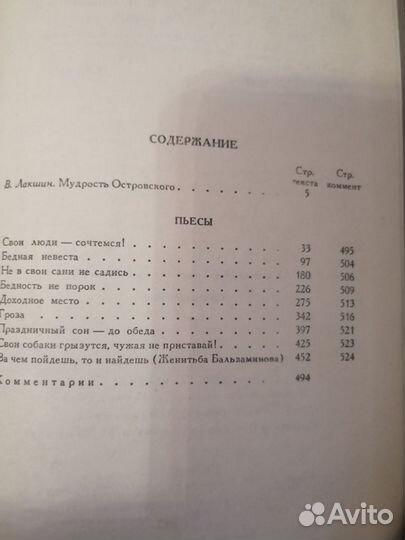 СОДЕРЖАНИЕ
Стр. текста Стр. коммент
В. Лакшин. Мудрость Островского 5
ПЬЕСЫ
Свои люди — сочтемся! 33 495
Бедная невеста 97 504
Не в свои сани не садись 180 506
Бедность не порок 226 509
Доходное место 275 513
Гроза 342 516
Праздничный сон — до обеда 397 521
Свои собаки грызутся, чужая не приставай! 425 523
За чем пойдешь, то и найдешь (Женитьба Бальзаминова) 452 524
Комментарии 494
Avito